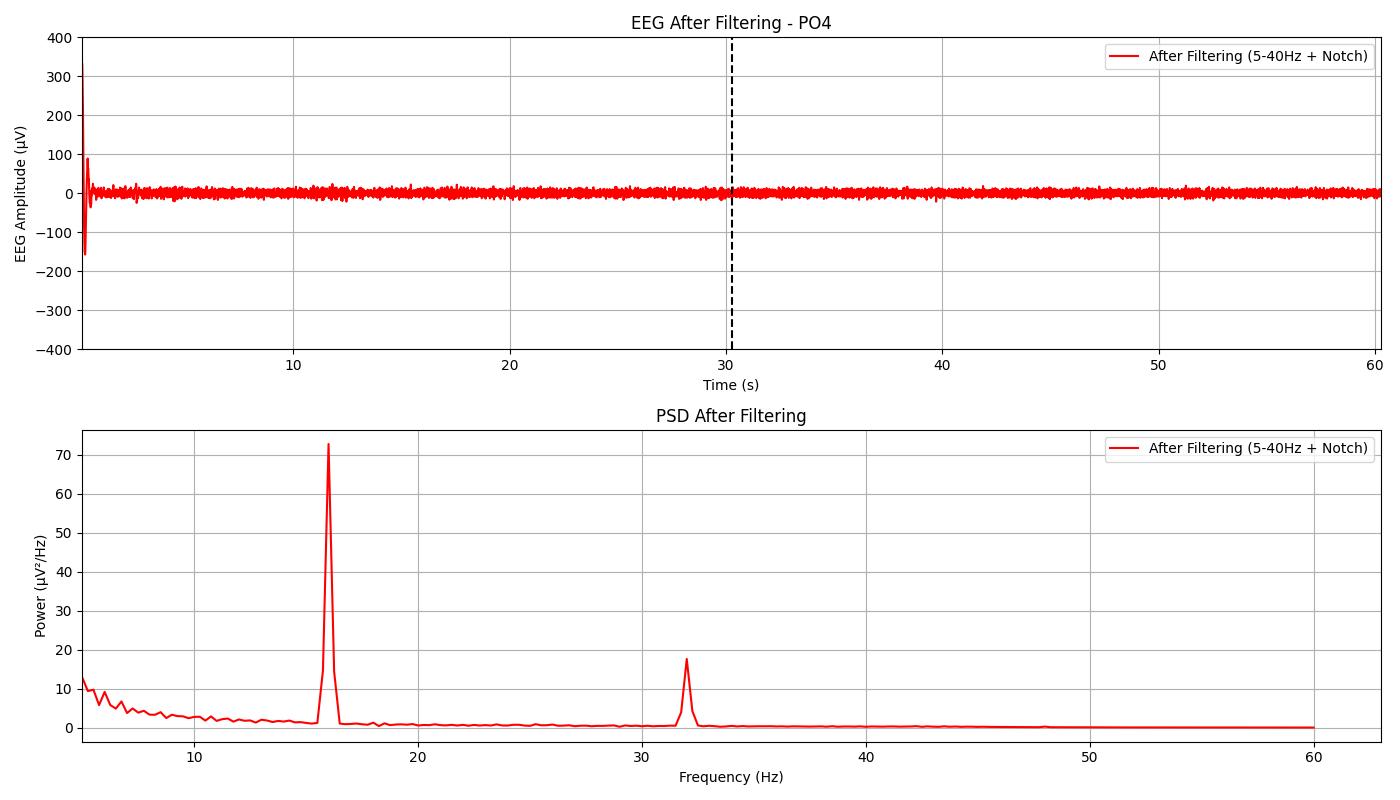 EEG After Filtering - PO4
After Filtering (5-40Hz + Notch)
EEG Amplitude (µV)
400
300
200
100
0
−100
−200
−300
−400
10 20 30 40 50 60
Time (s)
PSD After Filtering
After Filtering (5-40Hz + Notch)
Power (µV²/Hz)
70
60
50
40
30
20
10
0
10 20 30 40 50 60
Frequency (Hz)